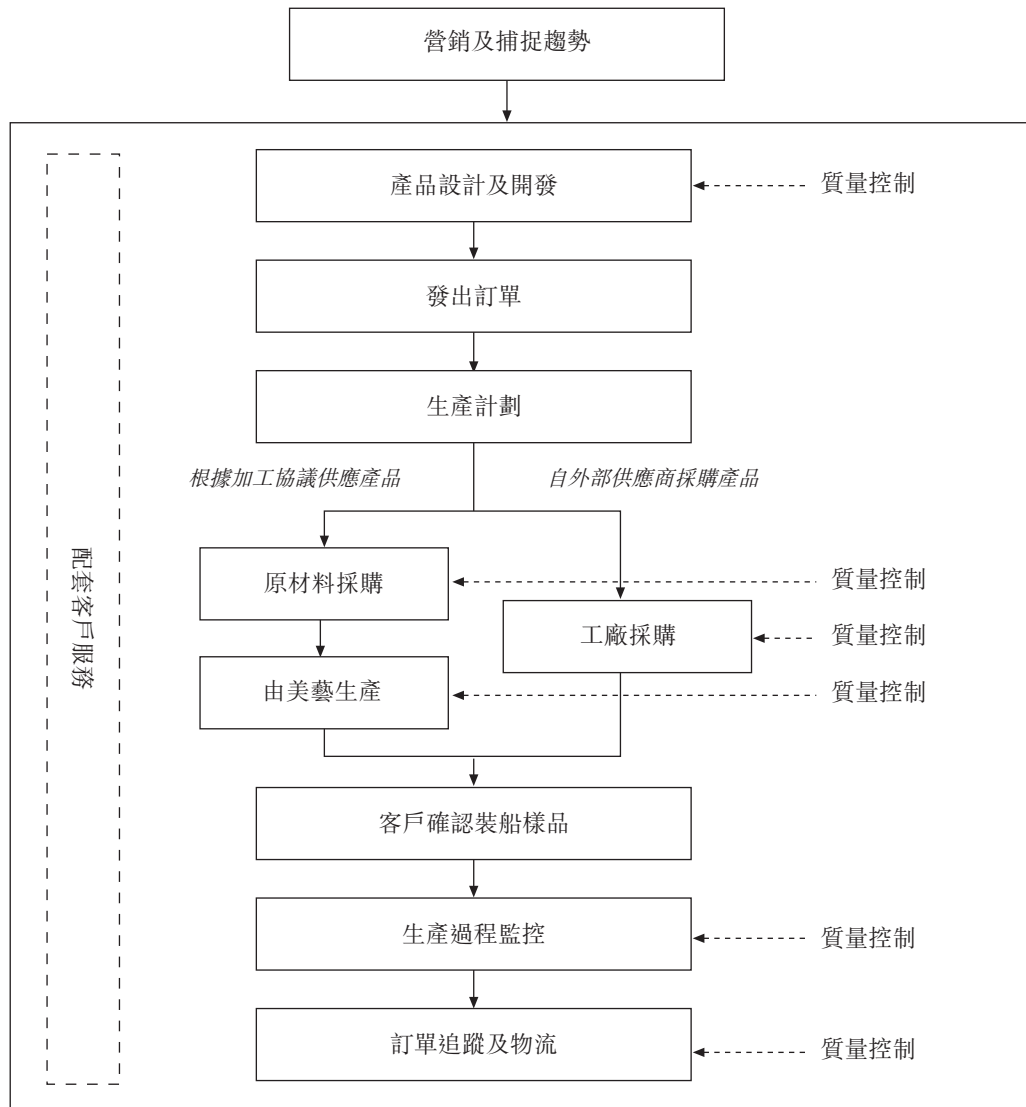 營銷及捕捉趨勢
產品設計及開發
質量控制
發出訂單
生產計劃
根據加工協議供應產品
自外部供應商採購產品
配套客戶服務
原材料採購
質量控制
工廠採購
質量控制
由美藝生產
質量控制
客戶確認裝船樣品
生產過程監控
質量控制
訂單追蹤及物流
質量控制